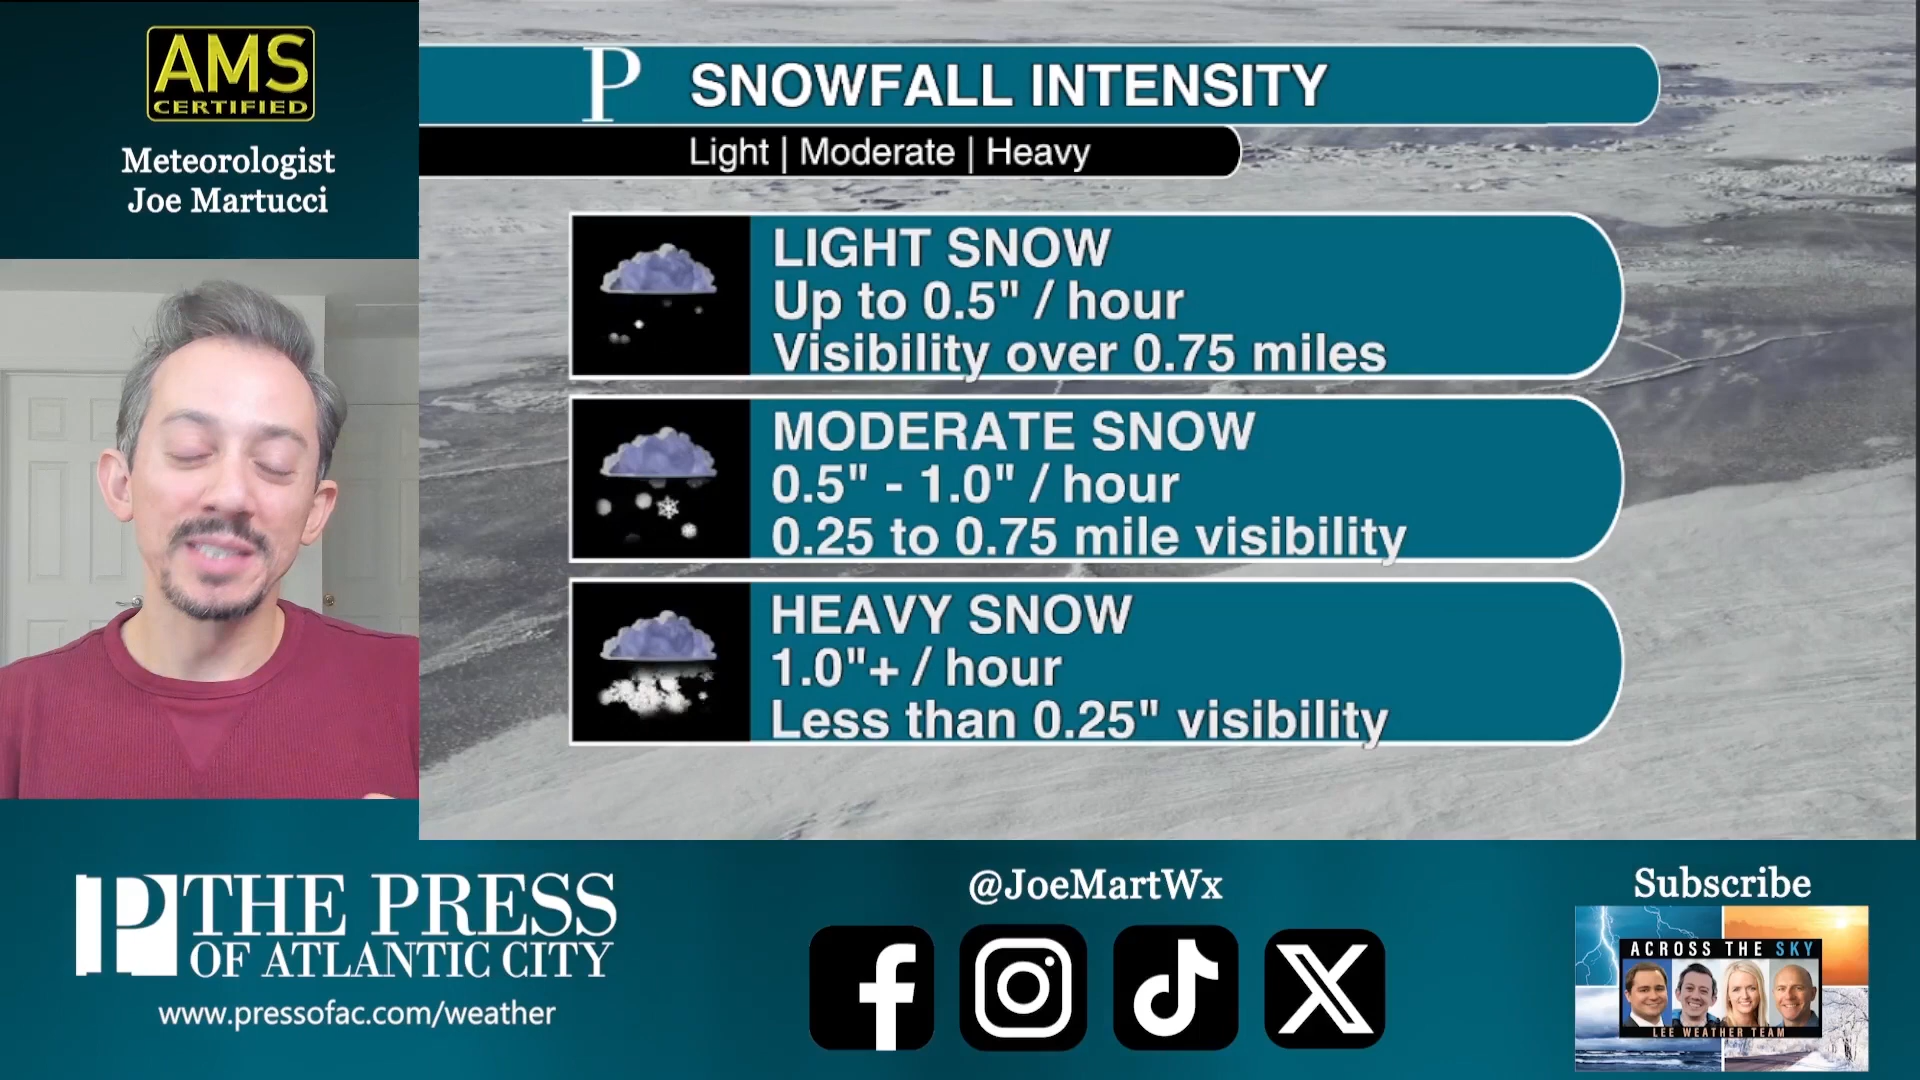 AMS
CERTIFIED
Meteorologist
Joe Martucci
P SNOWFALL INTENSITY
Light | Moderate | Heavy
LIGHT SNOW
Up to 0.5" / hour
Visibility over 0.75 miles
MODERATE SNOW
0.5" - 1.0" / hour
0.25 to 0.75 mile visibility
HEAVY SNOW
1.0"+ / hour
Less than 0.25" visibility
P THE PRESS
OF ATLANTIC CITY
www.pressofac.com/weather
@JoeMartWx
Subscribe
ACROSS THE SKY
LEE WEATHER TEAM